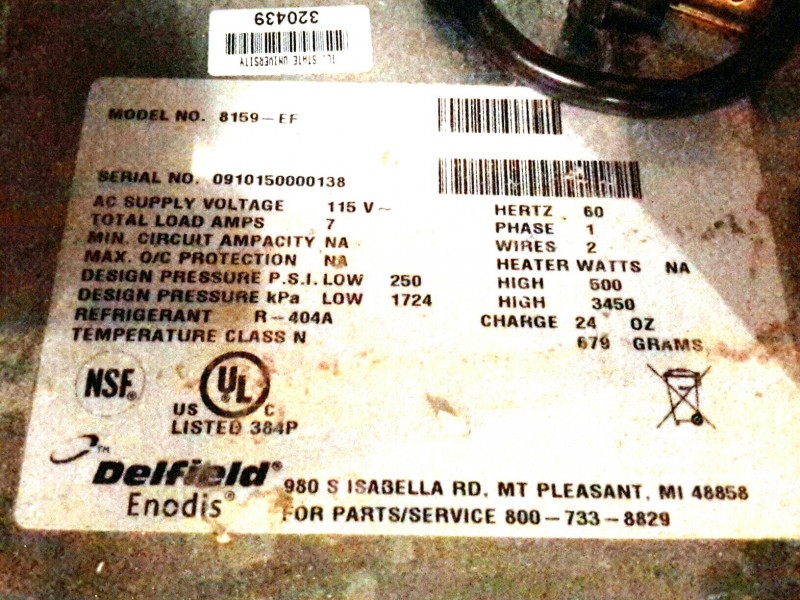 320439
IL. STATE UNIVERSITY
MODEL NO. 8159-EF
SERIAL NO. 0910150000138
AC SUPPLY VOLTAGE 115 V~ HERTZ 60
TOTAL LOAD AMPS 7 PHASE 1
MIN. CIRCUIT AMPACITY NA WIRES 2
MAX. O/C PROTECTION NA HEATER WATTS NA
DESIGN PRESSURE P.S.I. LOW 250 HIGH 500
DESIGN PRESSURE kPa LOW 1724 HIGH 3450
REFRIGERANT R-404A CHARGE 24 OZ
TEMPERATURE CLASS N 679 GRAMS
NSF®
UL
US C
LISTED 384P
™
Delfield®
Enodis®
980 S ISABELLA RD, MT PLEASANT, MI 48858
FOR PARTS/SERVICE 800-733-8829